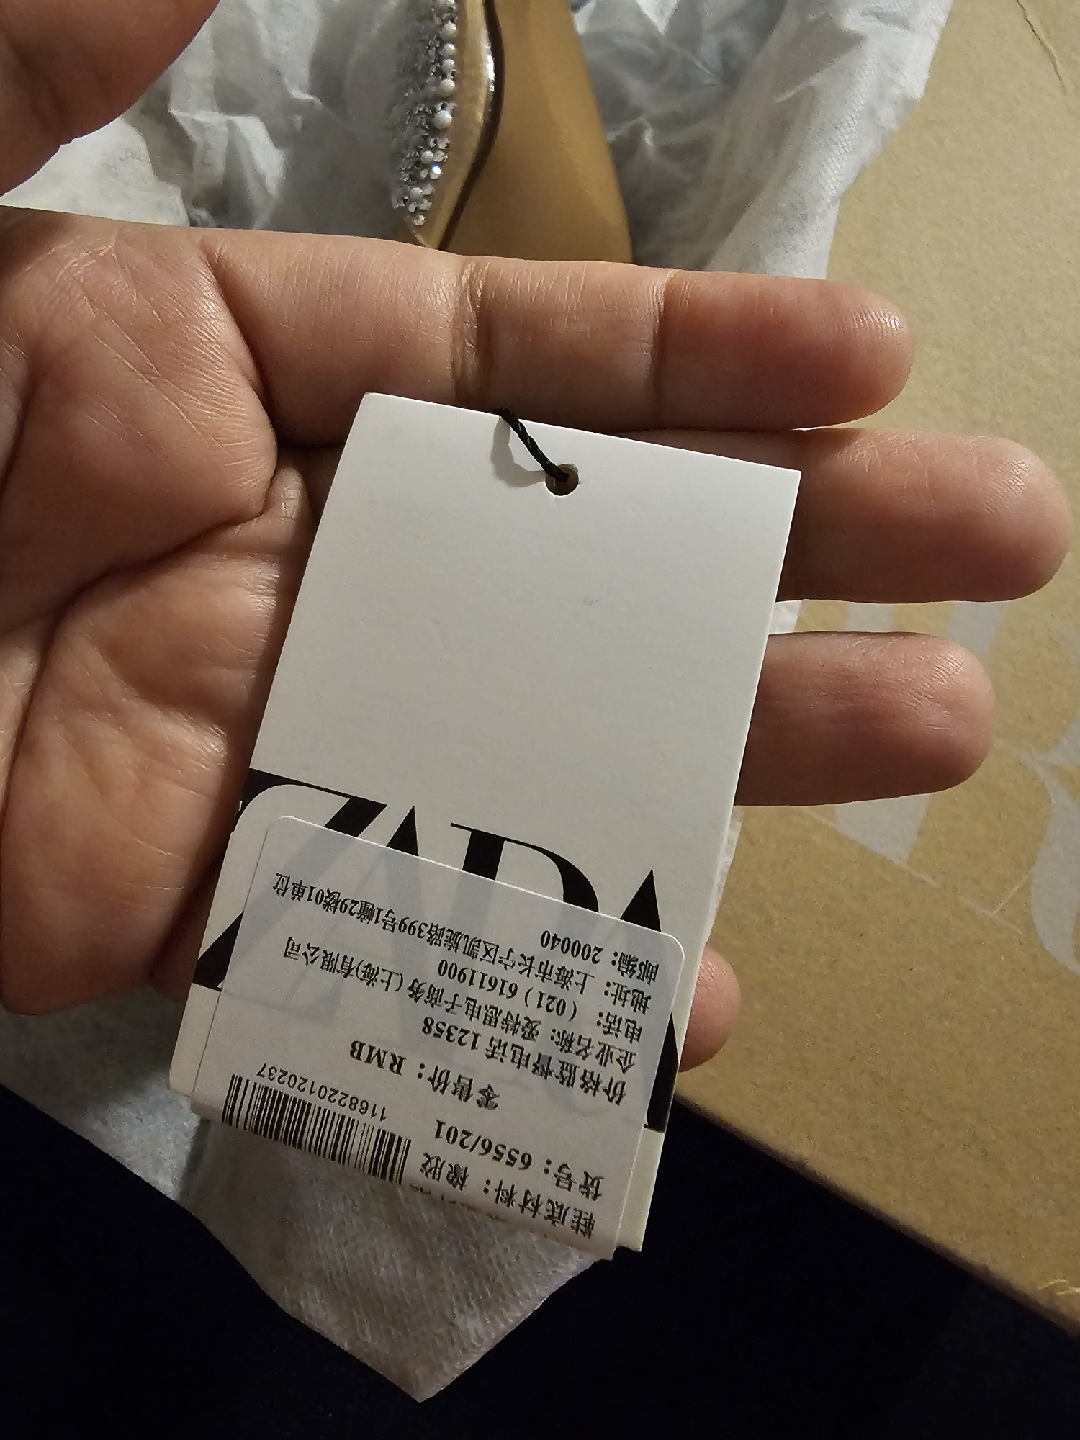 ZARA
鞋底材料：橡胶
货号：6556/201
11682201 20237
零售价：RMB
价格监督电话 12358
企业名称：爱特思电子商务(上海)有限公司
电话：（021）61611900
地址：上海市长宁区凯旋路399号1幢29楼01单位
邮编：200040